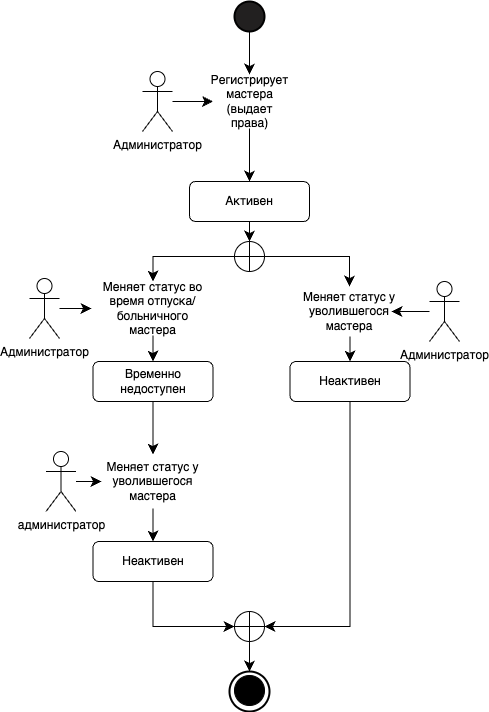 Регистрирует
мастера
(выдает
права)
Администратор
Активен
Меняет статус во
время отпуска/
больничного
мастера
Администратор
Меняет статус у
уволившегося
мастера
Администратор
Временно
недоступен
Неактивен
Меняет статус у
уволившегося
мастера
администратор
Неактивен